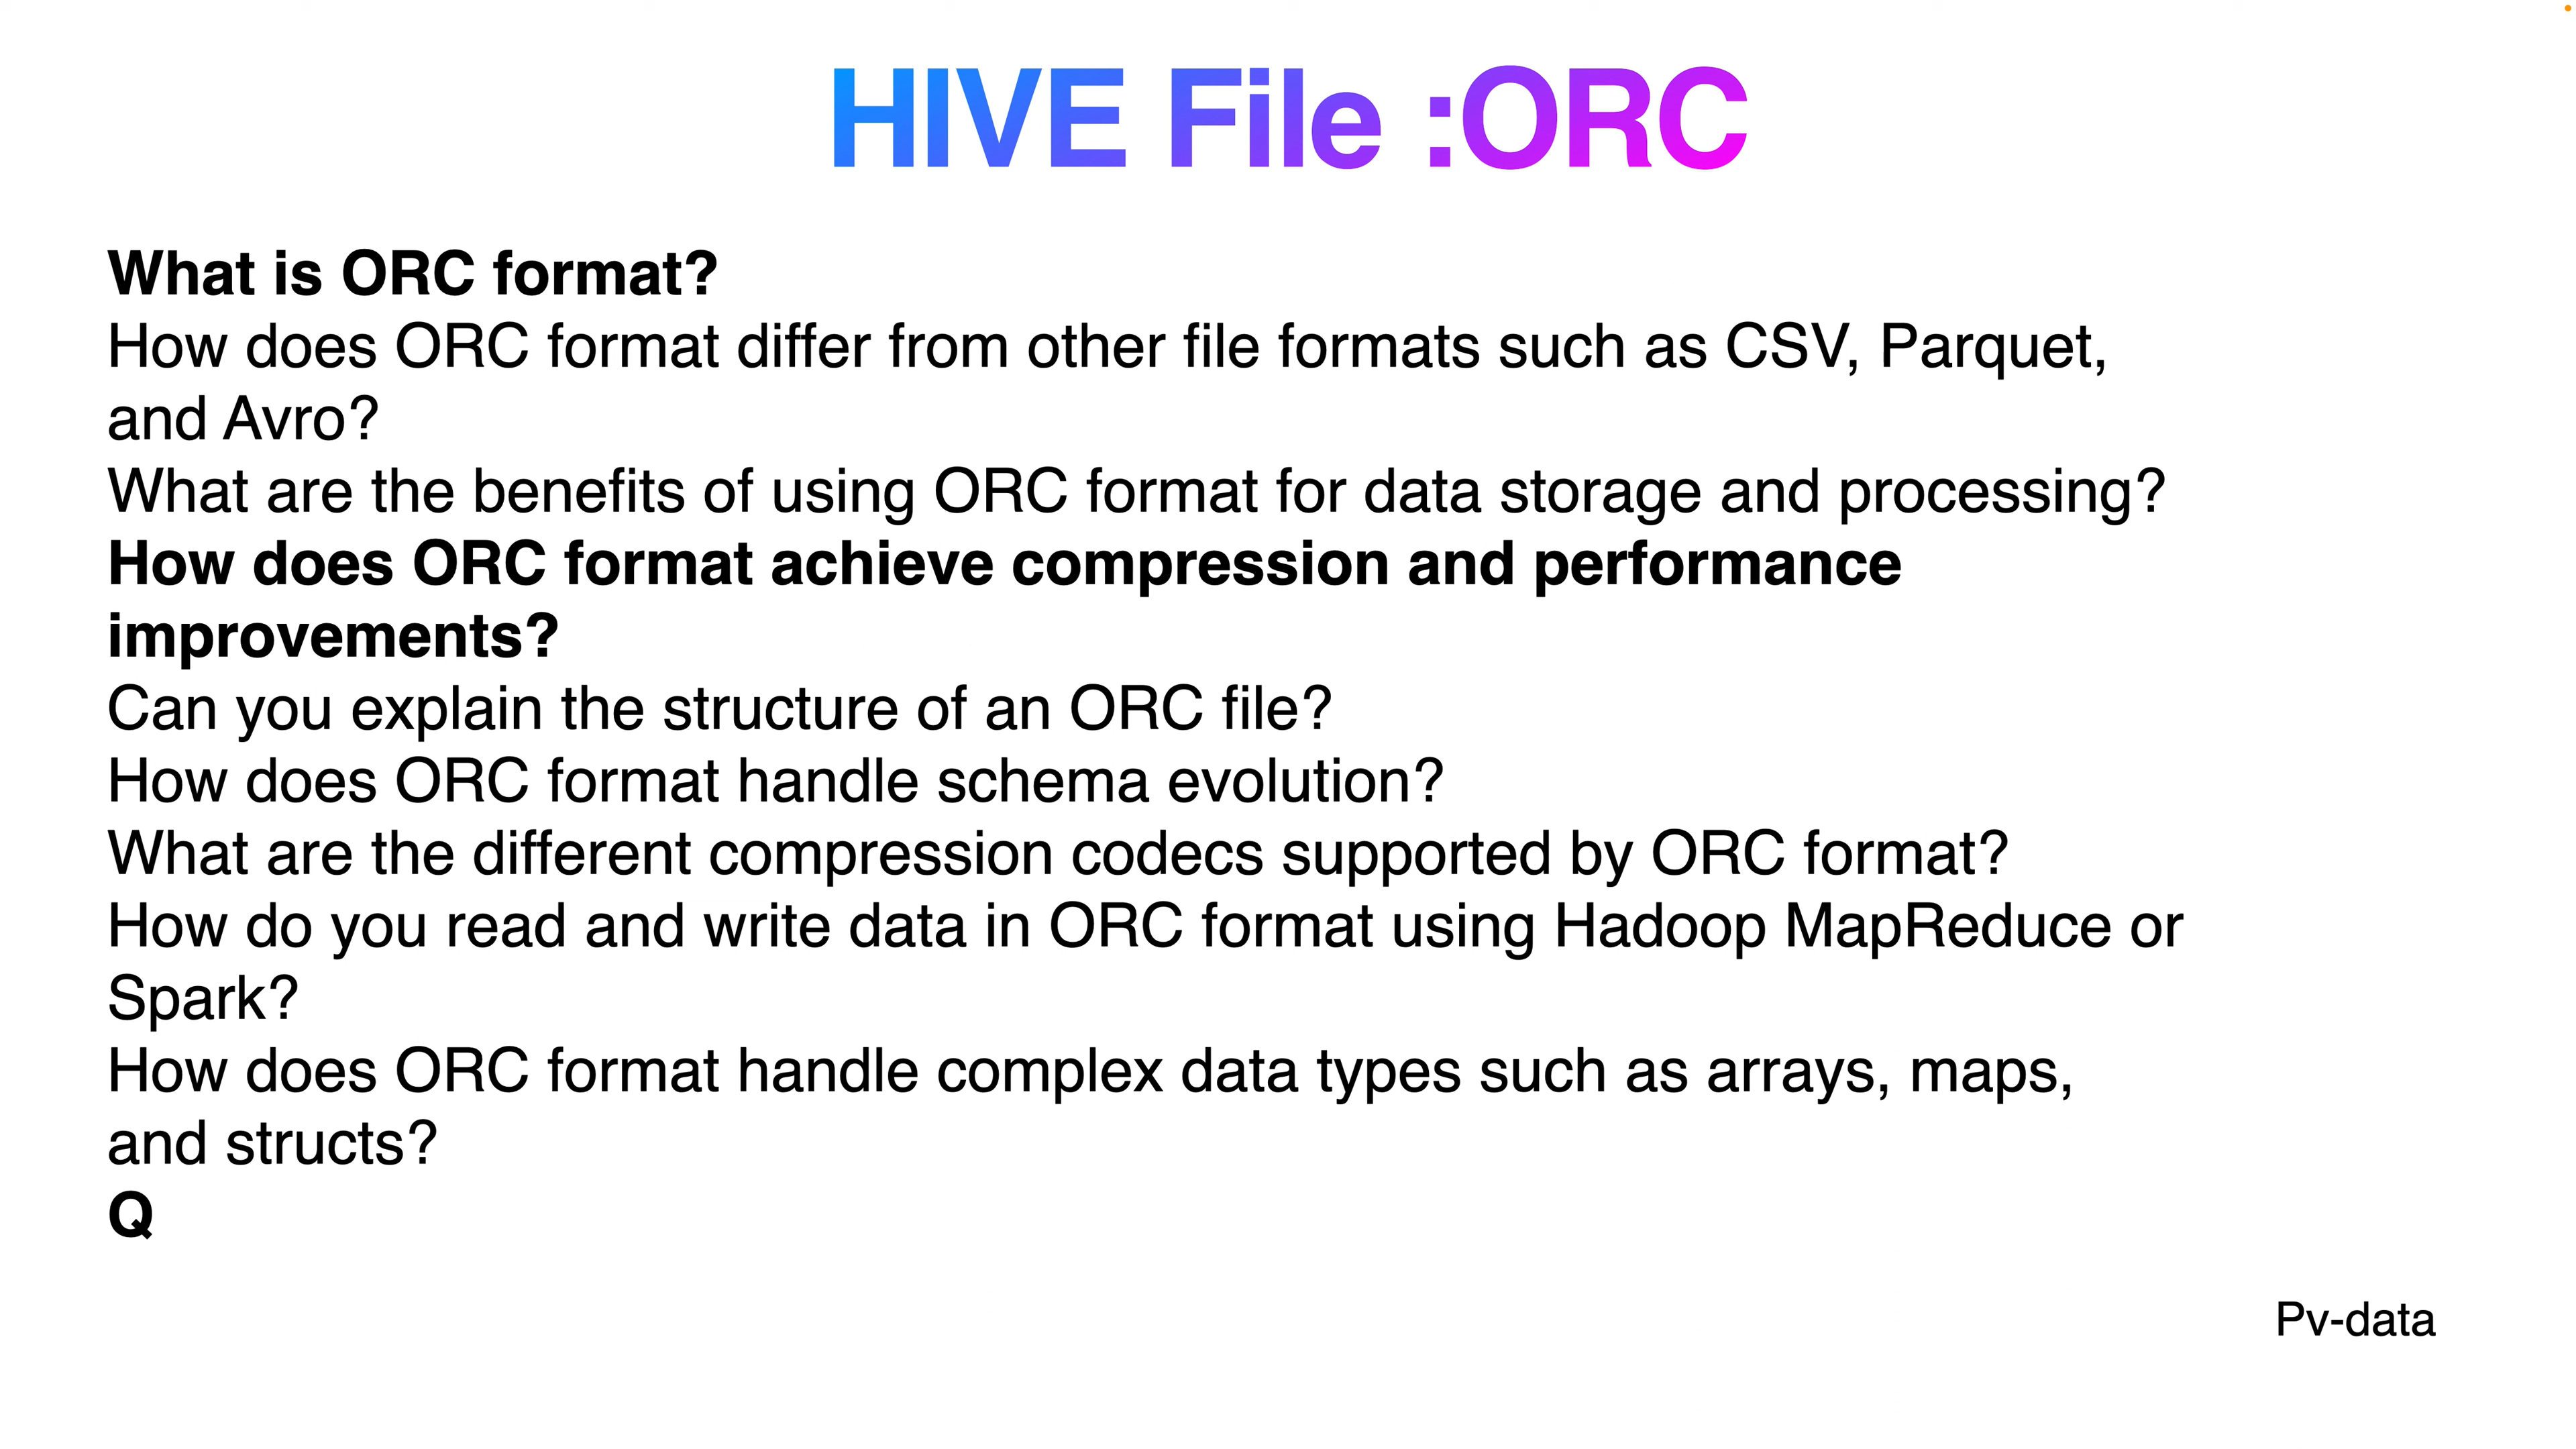 HIVE File :ORC
What is ORC format?
How does ORC format differ from other file formats such as CSV, Parquet,
and Avro?
What are the benefits of using ORC format for data storage and processing?
How does ORC format achieve compression and performance
improvements?
Can you explain the structure of an ORC file?
How does ORC format handle schema evolution?
What are the different compression codecs supported by ORC format?
How do you read and write data in ORC format using Hadoop MapReduce or
Spark?
How does ORC format handle complex data types such as arrays, maps,
and structs?
Q
Pv-data